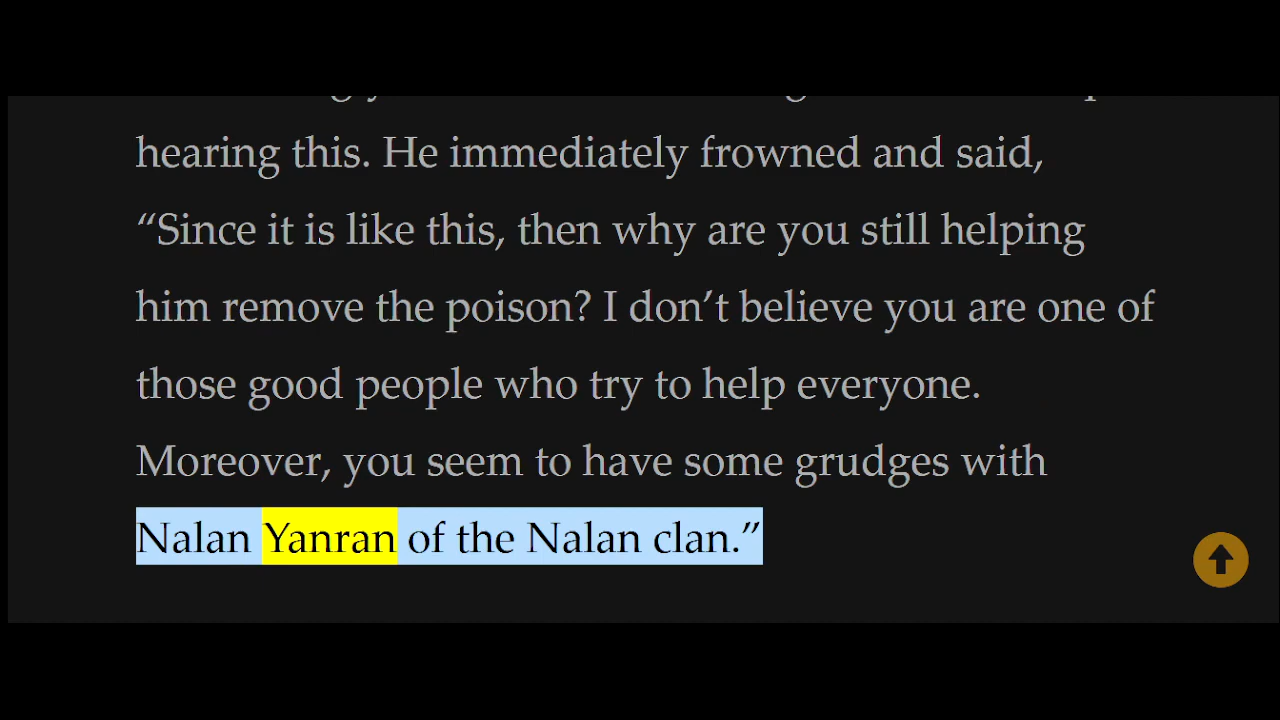 hearing this. He immediately frowned and said,
“Since it is like this, then why are you still helping
him remove the poison? I don’t believe you are one of
those good people who try to help everyone.
Moreover, you seem to have some grudges with
Nalan Yanran of the Nalan clan.”